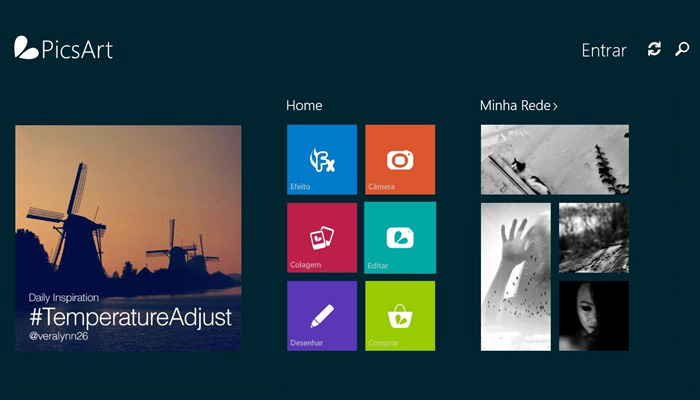 PicsArt
Entrar
Home
Minha Rede
Efeito
Câmera
Colagem
Editar
Desenhar
Comprar
Daily Inspiration
#TemperatureAdjust
@veralynn26